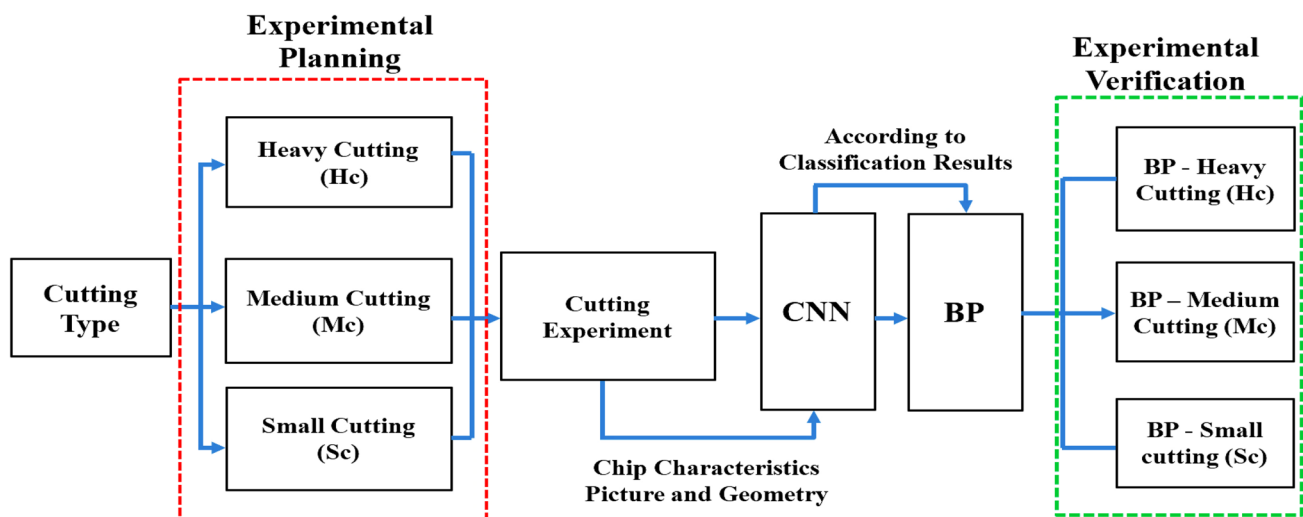 Experimental
Planning
Experimental
Verification
Heavy Cutting
(Hc)
According to
Classification Results
BP - Heavy
Cutting (Hc)
Cutting
Type
Medium Cutting
(Mc)
Cutting
Experiment
CNN
BP
BP – Medium
Cutting (Mc)
Small Cutting
(Sc)
BP - Small
cutting (Sc)
Chip Characteristics
Picture and Geometry